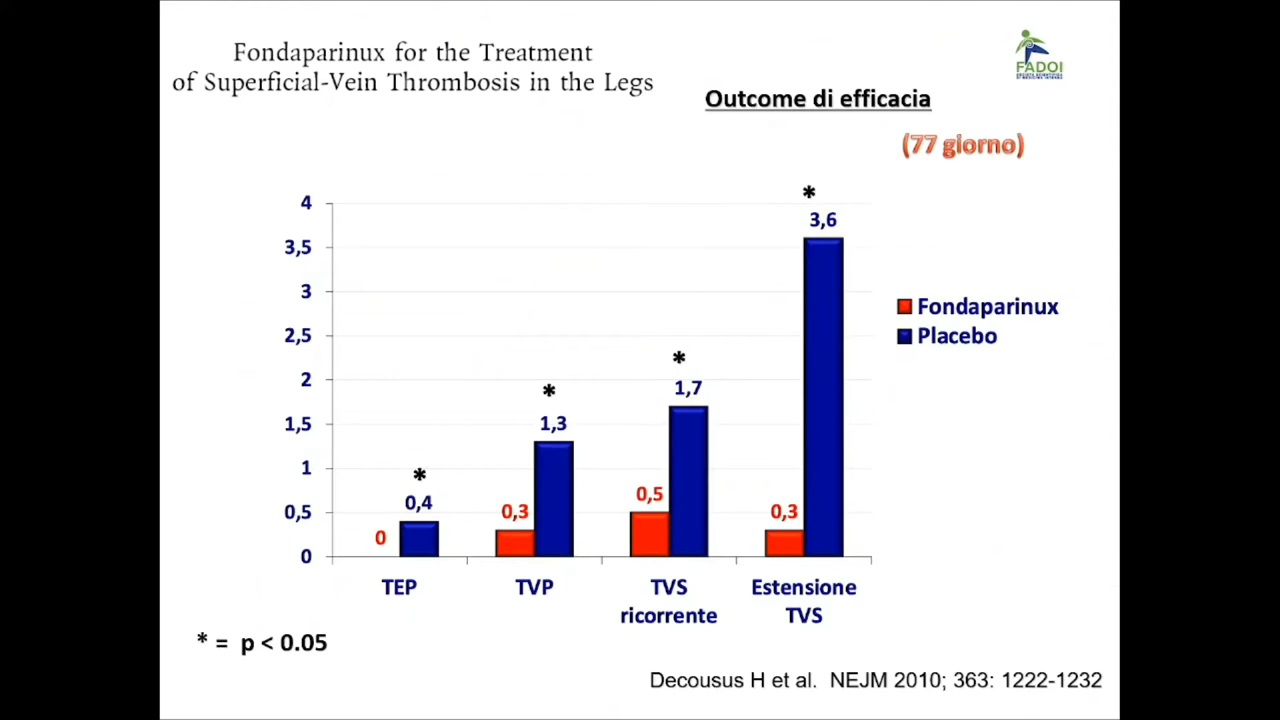 Fondaparinux for the Treatment
of Superficial-Vein Thrombosis in the Legs
FADOI
Outcome di efficacia
(77 giorno)
4
3,5
3
2,5
2
1,5
1
0,5
0
*
0,4
0
*
1,3
0,3
*
1,7
0,5
*
3,6
0,3
Fondaparinux
Placebo
TEP
TVP
TVS
ricorrente
Estensione
TVS
* = p < 0.05
Decousus H et al. NEJM 2010; 363: 1222-1232